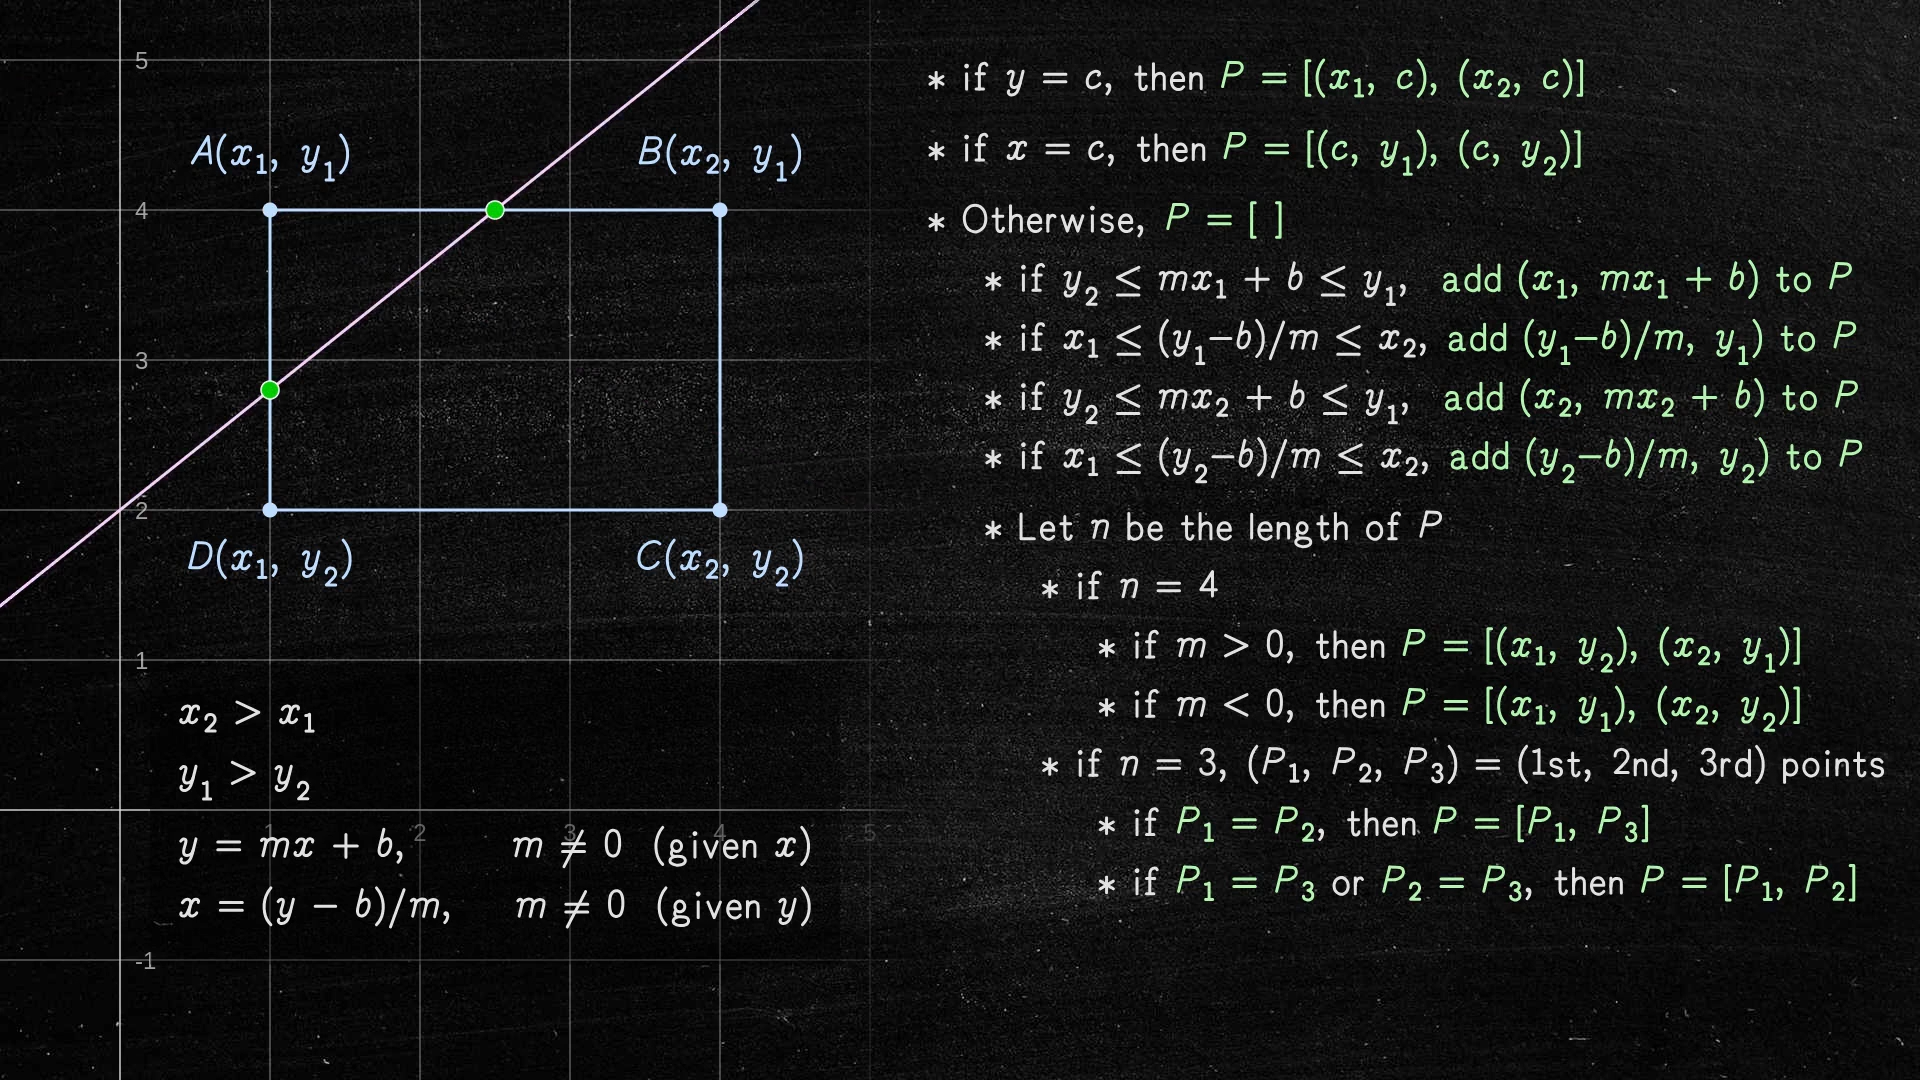 5
A(x₁, y₁)
B(x₂, y₁)
4
3
2
D(x₁, y₂)
C(x₂, y₂)
1
x₂ > x₁
y₁ > y₂
1 2 3 4 5
y = mx + b, m ≠ 0 (given x)
x = (y − b)/m, m ≠ 0 (given y)
-1
* if y = c, then P = [(x₁, c), (x₂, c)]
* if x = c, then P = [(c, y₁), (c, y₂)]
* Otherwise, P = [ ]
* if y₂ ≤ mx₁ + b ≤ y₁, add (x₁, mx₁ + b) to P
* if x₁ ≤ (y₁−b)/m ≤ x₂, add (y₁−b)/m, y₁) to P
* if y₂ ≤ mx₂ + b ≤ y₁, add (x₂, mx₂ + b) to P
* if x₁ ≤ (y₂−b)/m ≤ x₂, add (y₂−b)/m, y₂) to P
* Let n be the length of P
* if n = 4
* if m > 0, then P = [(x₁, y₂), (x₂, y₁)]
* if m < 0, then P = [(x₁, y₁), (x₂, y₂)]
* if n = 3, (P₁, P₂, P₃) = (1st, 2nd, 3rd) points
* if P₁ = P₂, then P = [P₁, P₃]
* if P₁ = P₃ or P₂ = P₃, then P = [P₁, P₂]